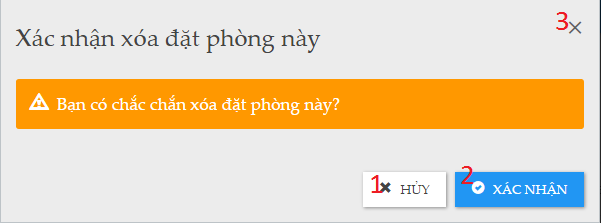 3
Xác nhận xóa đặt phòng này
Bạn có chắc chắn xóa đặt phòng này?
1 HỦY 2 XÁC NHẬN